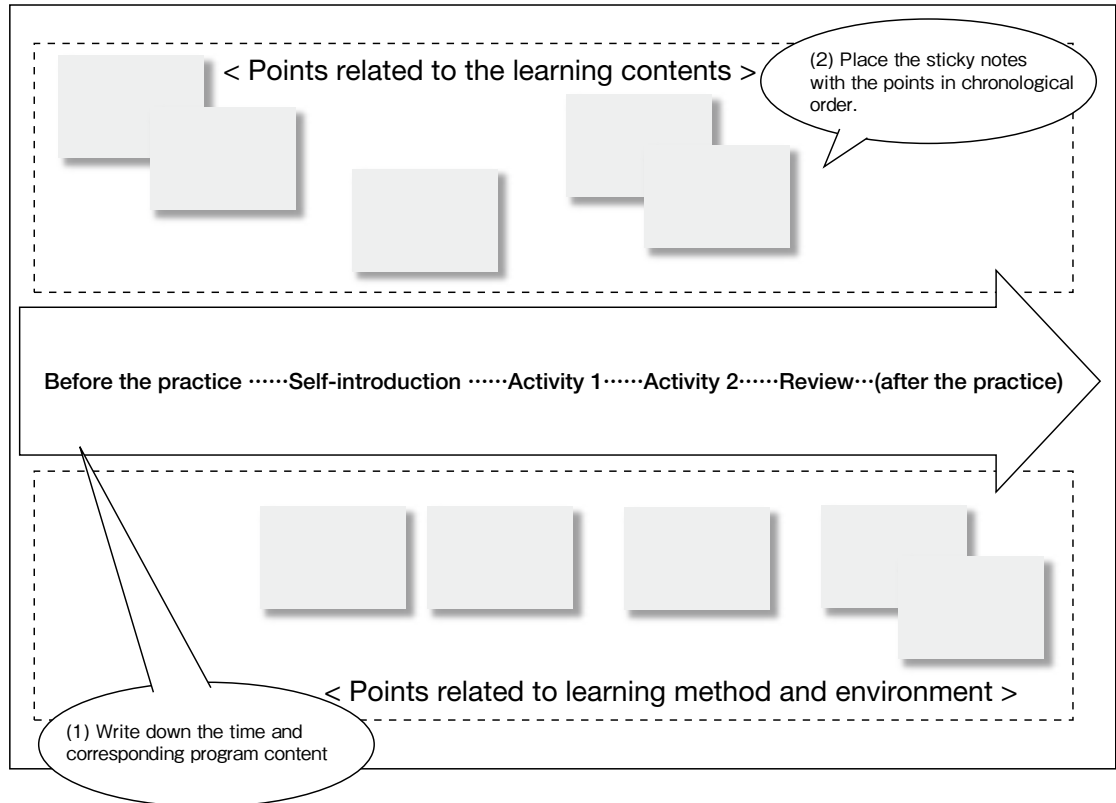 < Points related to the learning contents >
(2) Place the sticky notes
with the points in chronological
order.
Before the practice ······Self-introduction ······Activity 1······Activity 2······Review···(after the practice)
< Points related to learning method and environment >
(1) Write down the time and
corresponding program content